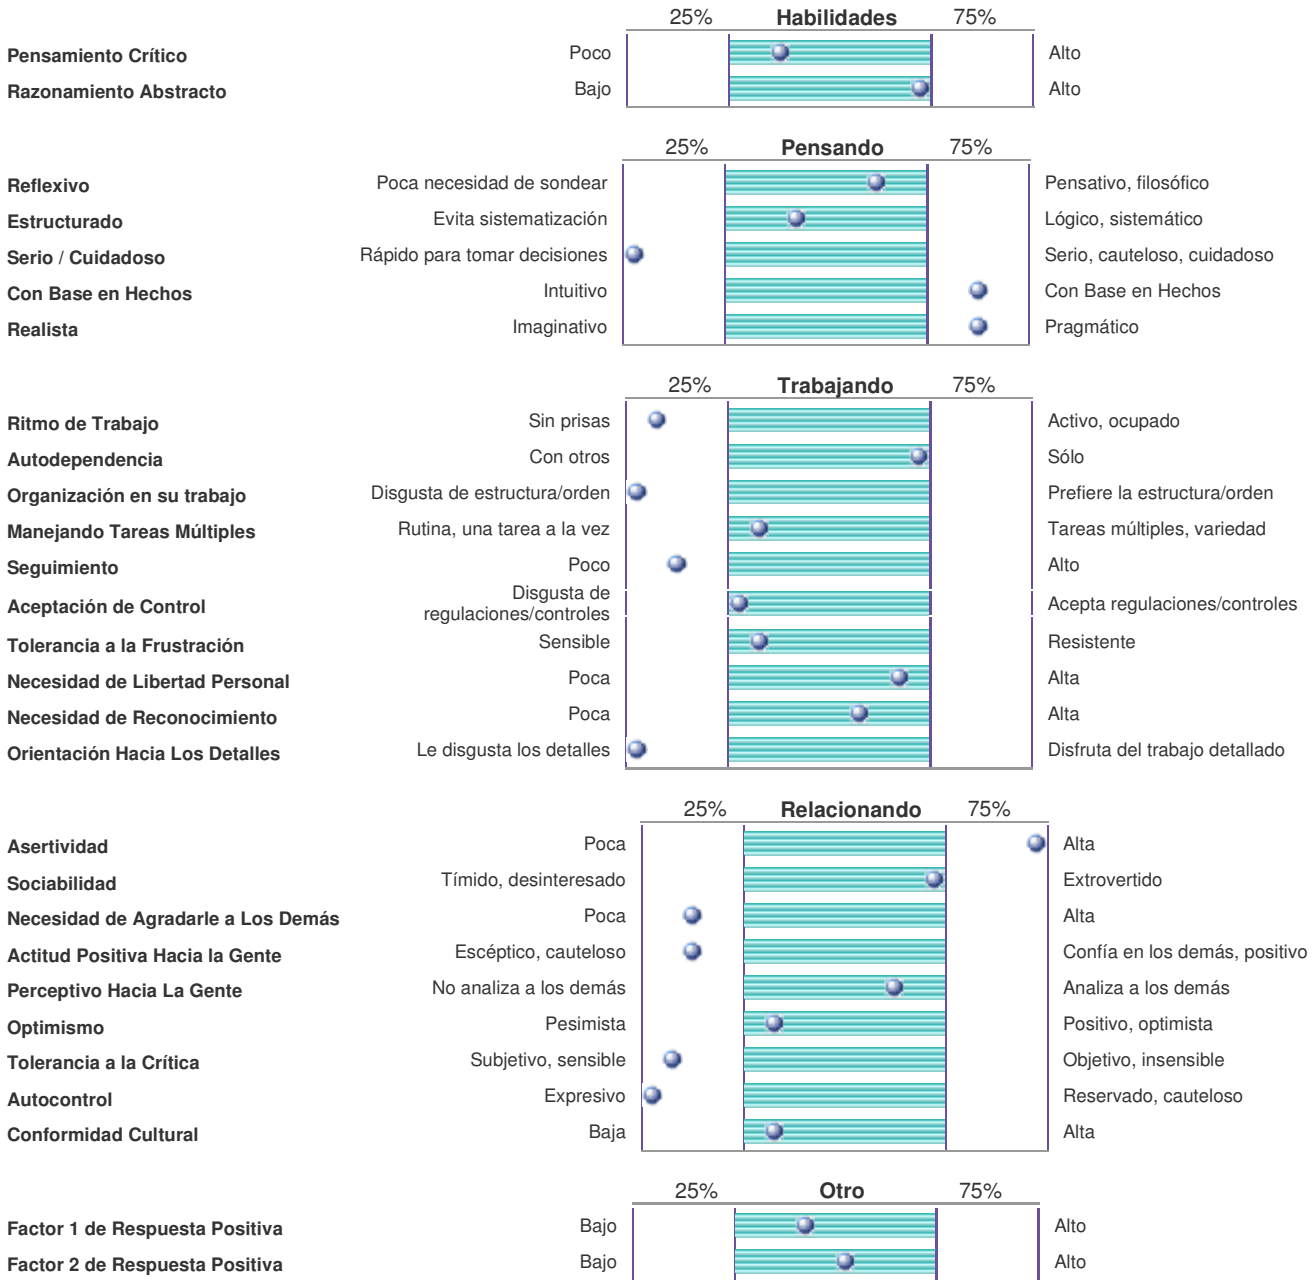 25% Habilidades 75%
Pensamiento Crítico Poco Alto
Razonamiento Abstracto Bajo Alto
25% Pensando 75%
Reflexivo Poca necesidad de sondear Pensativo, filosófico
Estructurado Evita sistematización Lógico, sistemático
Serio / Cuidadoso Rápido para tomar decisiones Serio, cauteloso, cuidadoso
Con Base en Hechos Intuitivo Con Base en Hechos
Realista Imaginativo Pragmático
25% Trabajando 75%
Ritmo de Trabajo Sin prisas Activo, ocupado
Autodependencia Con otros Sólo
Organización en su trabajo Disgusta de estructura/orden Prefiere la estructura/orden
Manejando Tareas Múltiples Rutina, una tarea a la vez Tareas múltiples, variedad
Seguimiento Poco Alto
Aceptación de Control Disgusta de
regulaciones/controles Acepta regulaciones/controles
Tolerancia a la Frustración Sensible Resistente
Necesidad de Libertad Personal Poca Alta
Necesidad de Reconocimiento Poca Alta
Orientación Hacia Los Detalles Le disgusta los detalles Disfruta del trabajo detallado
25% Relacionando 75%
Asertividad Poca Alta
Sociabilidad Tímido, desinteresado Extrovertido
Necesidad de Agradarle a Los Demás Poca Alta
Actitud Positiva Hacia la Gente Escéptico, cauteloso Confía en los demás, positivo
Perceptivo Hacia La Gente No analiza a los demás Analiza a los demás
Optimismo Pesimista Positivo, optimista
Tolerancia a la Crítica Subjetivo, sensible Objetivo, insensible
Autocontrol Expresivo Reservado, cauteloso
Conformidad Cultural Baja Alta
25% Otro 75%
Factor 1 de Respuesta Positiva Bajo Alto
Factor 2 de Respuesta Positiva Bajo Alto